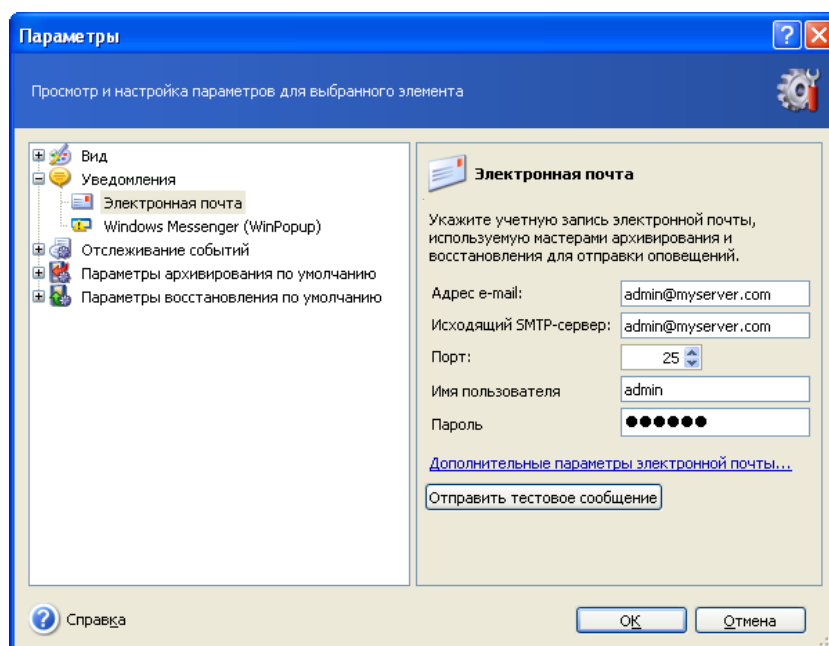 Параметры
Просмотр и настройка параметров для выбранного элемента
Вид
Уведомления
Электронная почта
Windows Messenger (WinPopup)
Отслеживание событий
Параметры архивирования по умолчанию
Параметры восстановления по умолчанию
Электронная почта
Укажите учетную запись электронной почты,
используемую мастерами архивирования и
восстановления для отправки оповещений.
Адрес e-mail: admin@myserver.com
Исходящий SMTP-сервер: admin@myserver.com
Порт: 25
Имя пользователя admin
Пароль ●●●●●●
Дополнительные параметры электронной почты...
Отправить тестовое сообщение
Справка
ОК
Отмена